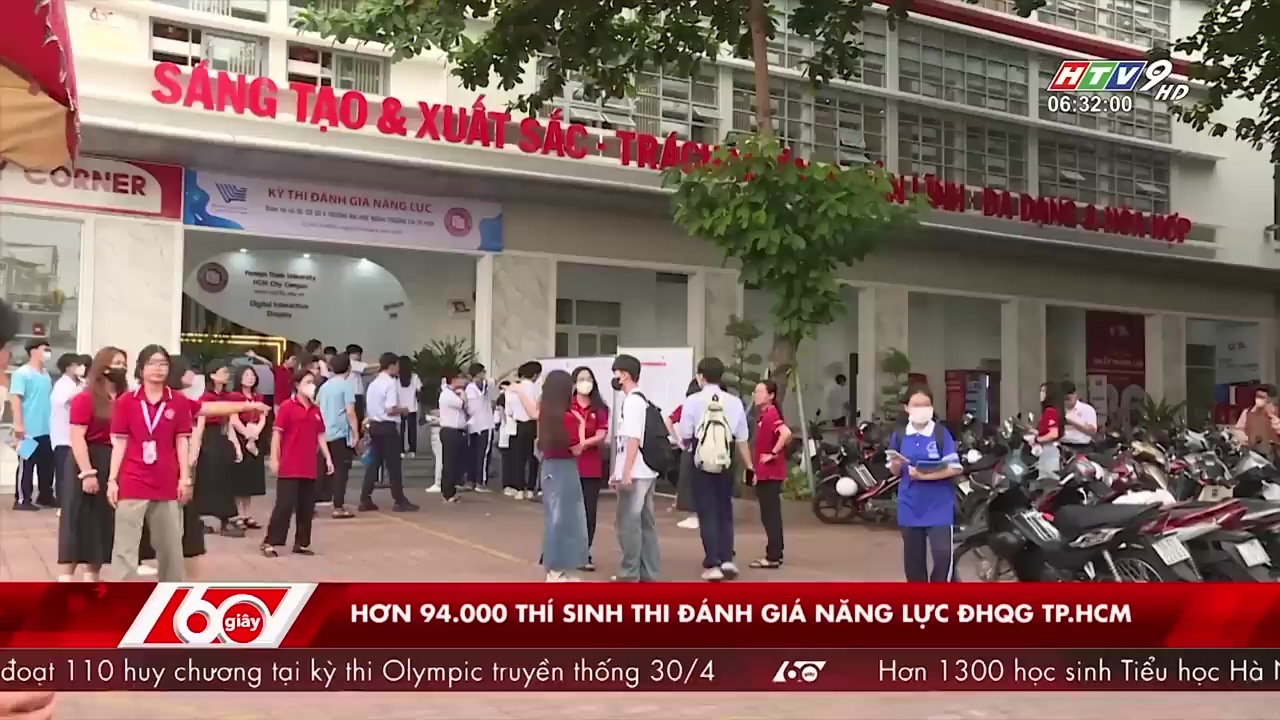 HTV9 HD
06:32:00
SÁNG TẠO & XUẤT SẮC - TRÁCH
LĨNH - ĐA DẠNG & HÒA HỢP
CORNER
KỲ THI ĐÁNH GIÁ NĂNG LỰC
Foreign Trade University
HCM City Campus
Digital Interactive
Display
60 giây
HƠN 94.000 THÍ SINH THI ĐÁNH GIÁ NĂNG LỰC ĐHQG TP.HCM
đoạt 110 huy chương tại kỳ thi Olympic truyền thống 30/4 60 giây Hơn 1300 học sinh Tiểu học Hà N